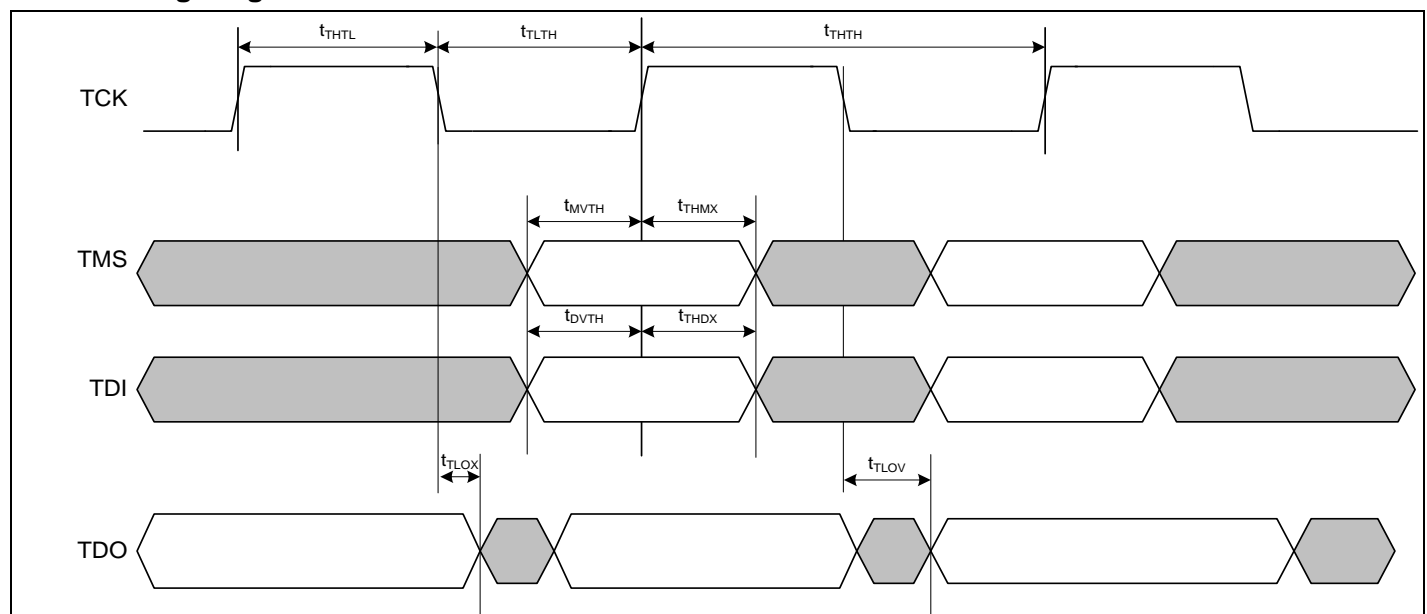 tTHTL tTLTH tTHTH
TCK
tMVTH tTHMX
TMS
tDVTH tTHDX
TDI
tTLOX tTLOV
TDO